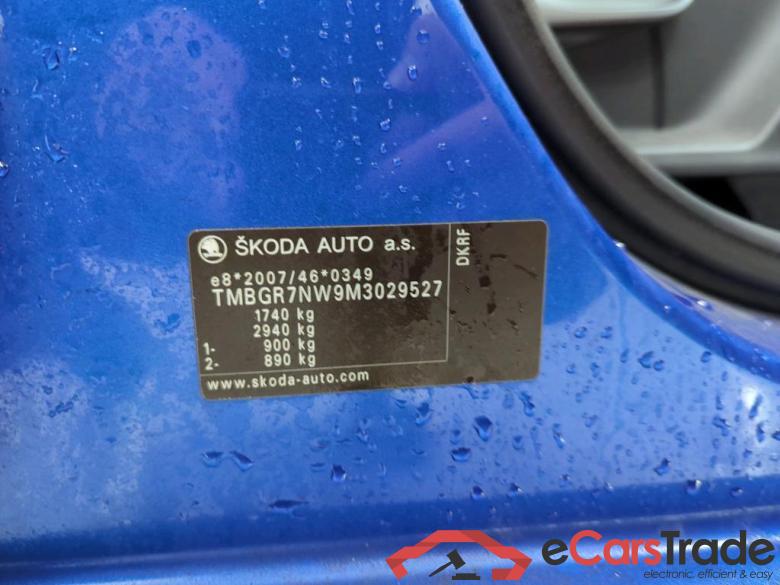 ŠKODA AUTO a.s.
DKRF
e8*2007/46*0349
TMBGR7NW9M3029527
1740 kg
2940 kg
1- 900 kg
2- 890 kg
www.skoda-auto.com
eCarsTrade
electronic, efficient & easy